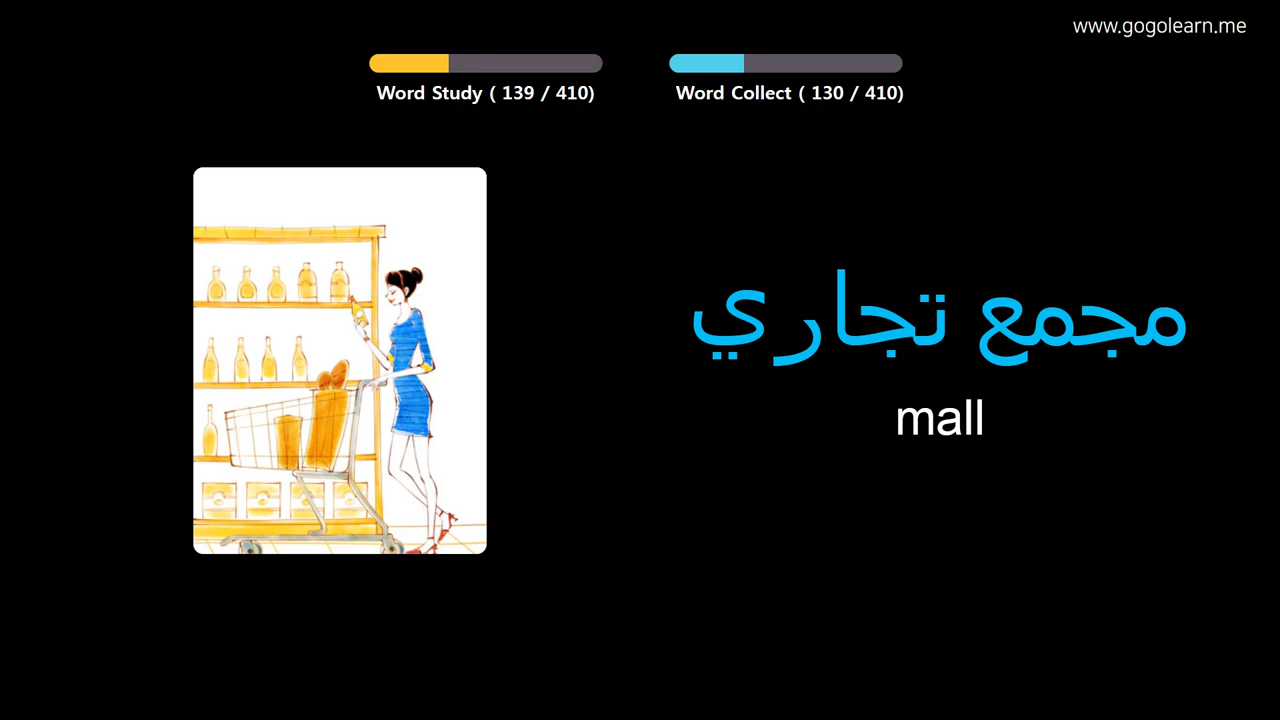 www.gogolearn.me
Word Study ( 139 / 410)
Word Collect ( 130 / 410)
مجمع تجاري
mall